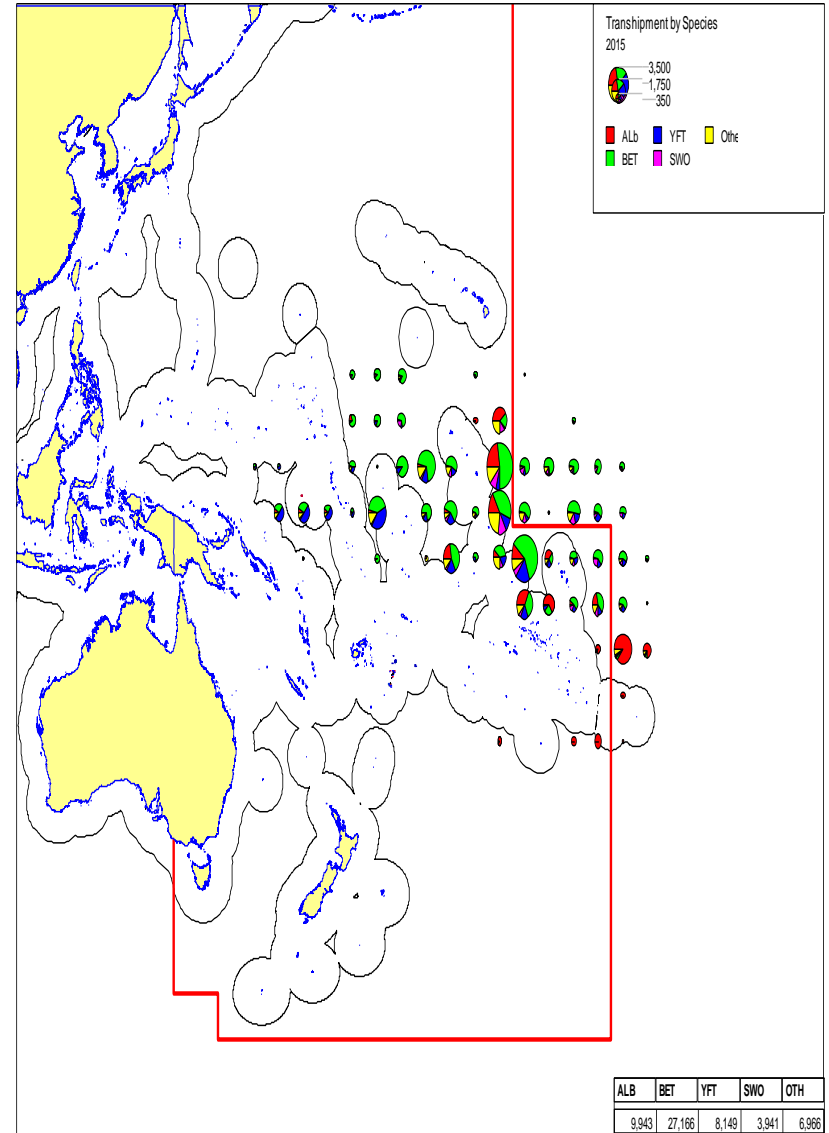 Transhipment by Species
2015
3,500
1,750
350
ALb YFT Othe
BET SWO
ALB BET YFT SWO OTH
9,943 27,166 8,149 3,941 6,966